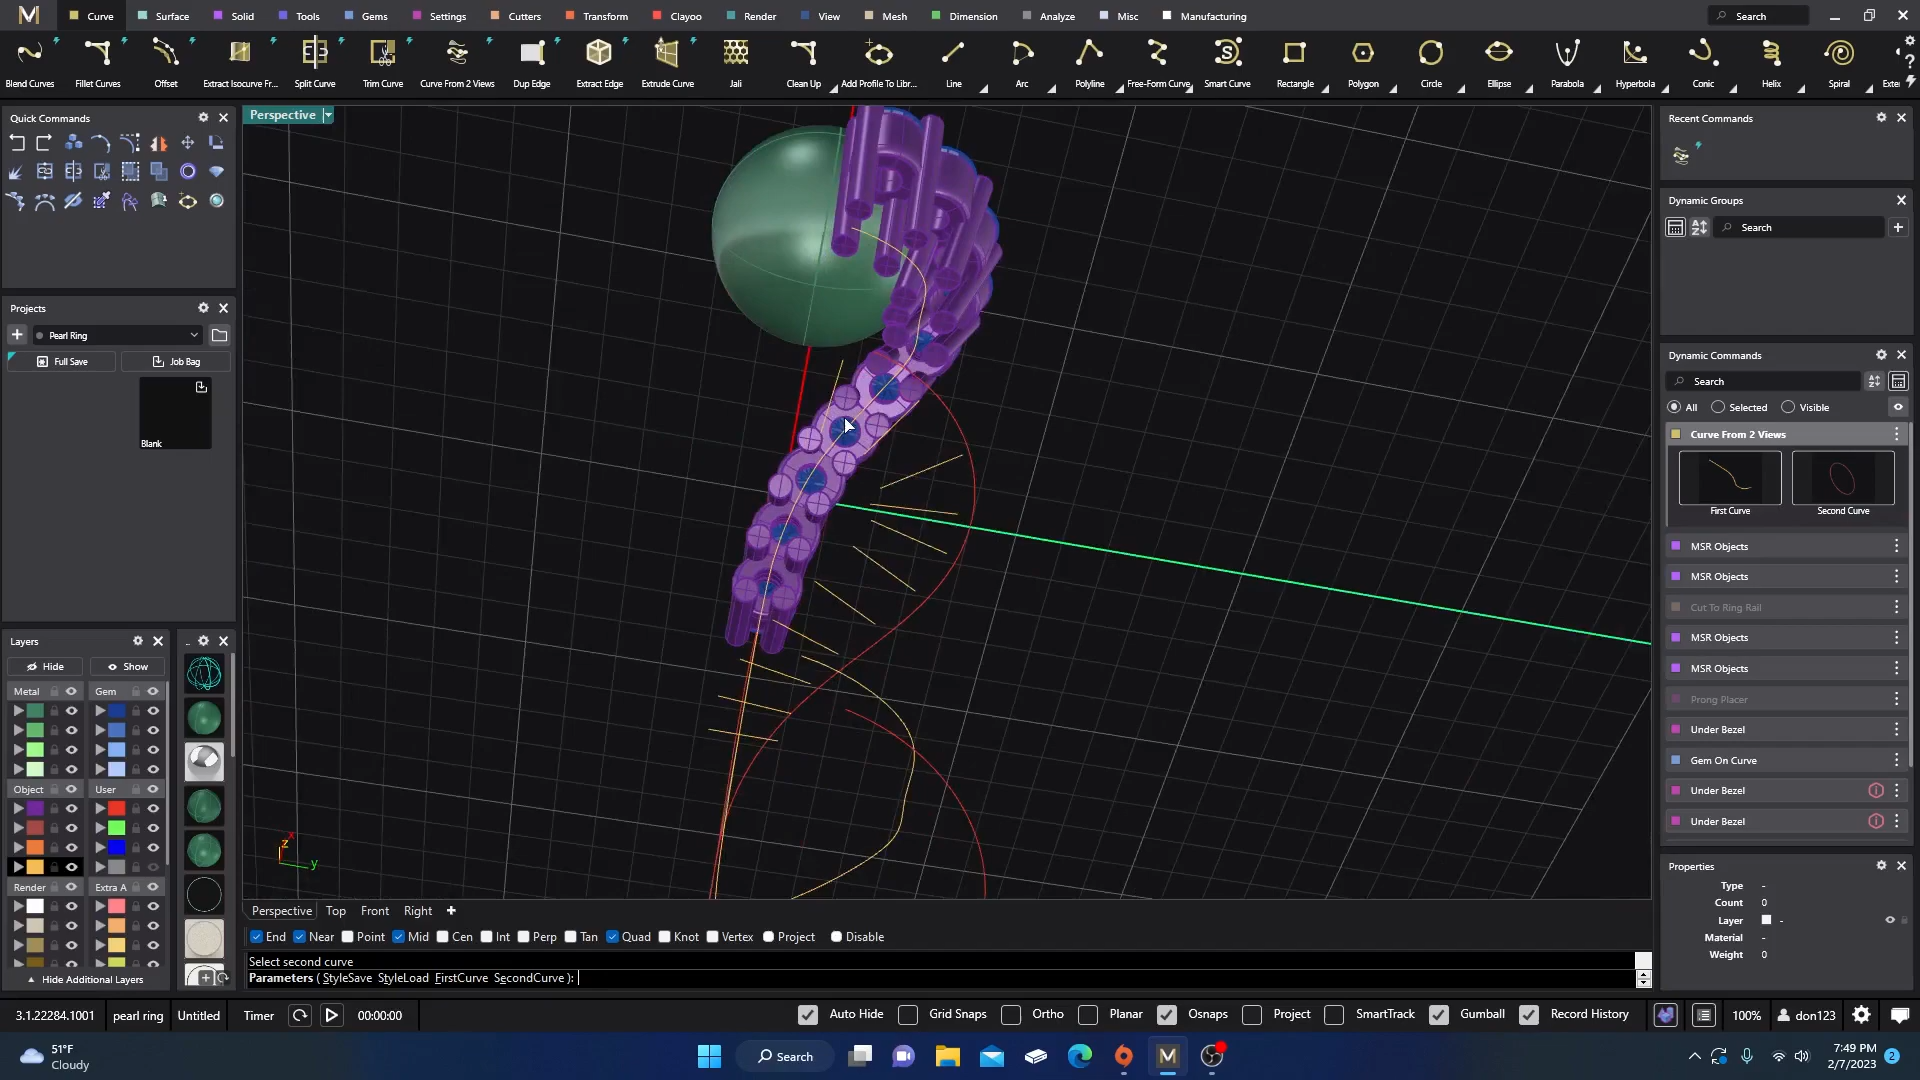 Curve Surface Solid Tools Gems Settings Cutters Transform Clayoo Render View Mesh Dimension Analyze Misc Manufacturing Search
Blend Curves Fillet Curves Offset Extract Isocurve Fr... Split Curve Trim Curve Curve From 2 Views Dup Edge Extract Edge Extrude Curve Jali Clean Up Add Profile To Libr... Line Arc Polyline Free-Form Curve Smart Curve Rectangle Polygon Circle Ellipse Parabola Hyperbola Conic Helix Spiral Exter
Quick Commands
Projects
Pearl Ring
Full Save Job Bag
Blank
Layers
Hide Show
Metal Gem
Object User
Render Extra A
Hide Additional Layers
Perspective
z x y
Perspective Top Front Right
End Near Point Mid Cen Int Perp Tan Quad Knot Vertex Project Disable
Select second curve
Parameters ( StyleSave StyleLoad FirstCurve SecondCurve ):
Recent Commands
Dynamic Groups
Search
Dynamic Commands
Search
All Selected Visible
Curve From 2 Views
First Curve Second Curve
MSR Objects
MSR Objects
Cut To Ring Rail
MSR Objects
MSR Objects
Prong Placer
Under Bezel
Gem On Curve
Under Bezel
Under Bezel
Properties
Type -
Count 0
Layer -
Material -
Weight 0
3.1.22284.1001 pearl ring Untitled Timer 00:00:00 Auto Hide Grid Snaps Ortho Planar Osnaps Project SmartTrack Gumball Record History 100% don123
51°F
Cloudy
Search
7:49 PM
2/7/2023
2